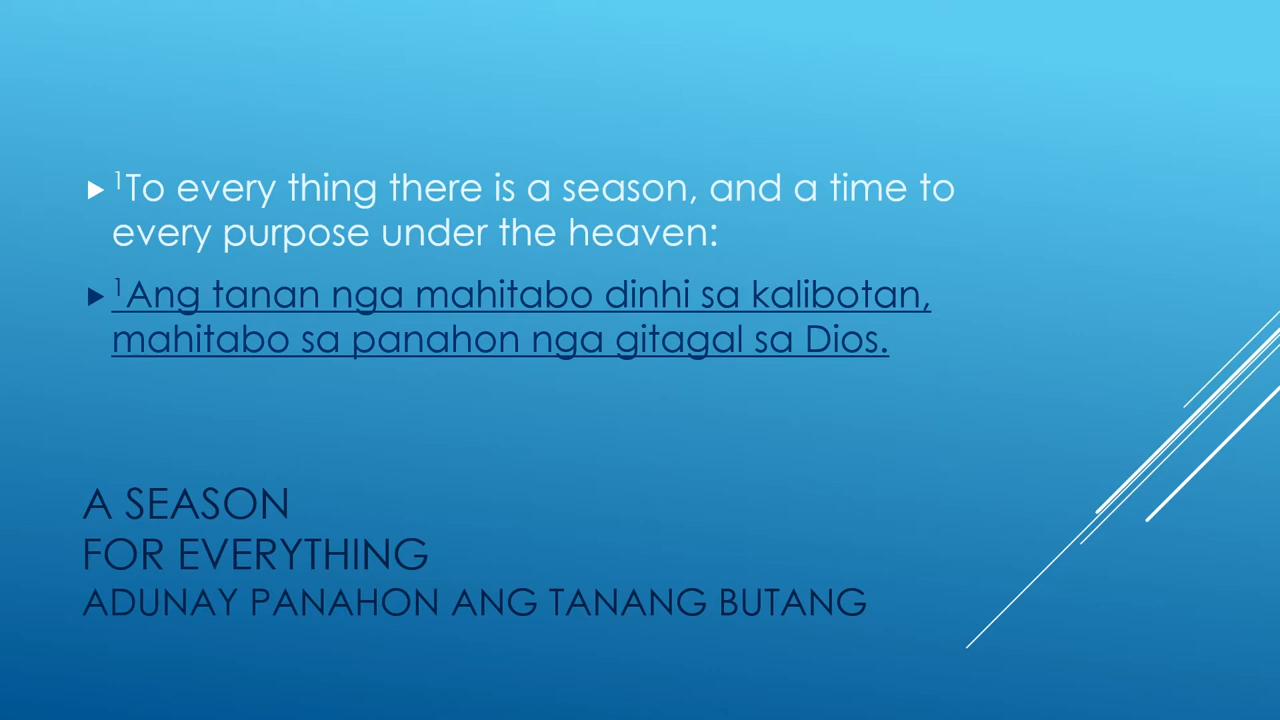 ¹To every thing there is a season, and a time to
every purpose under the heaven:
¹Ang tanan nga mahitabo dinhi sa kalibotan,
mahitabo sa panahon nga gitagal sa Dios.
A SEASON
FOR EVERYTHING
ADUNAY PANAHON ANG TANANG BUTANG